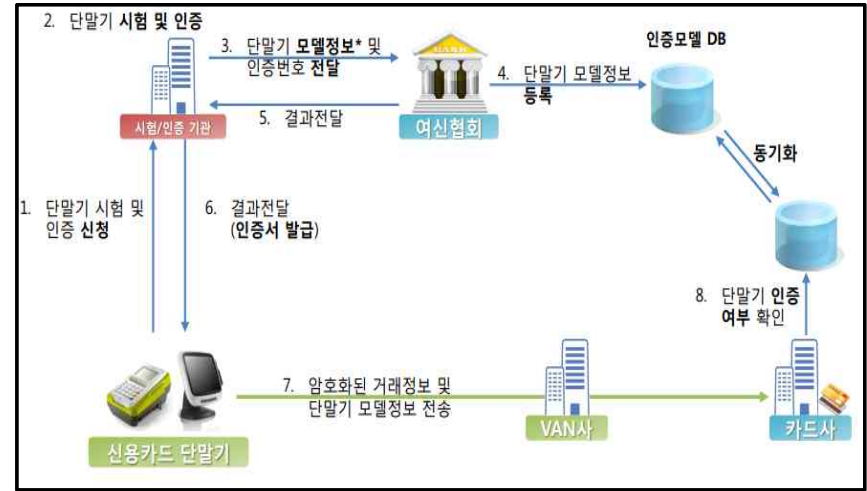 2. 단말기 시험 및 인증
3. 단말기 모델정보* 및
인증번호 전달
BANK
인증모델 DB
4. 단말기 모델정보
등록
시험/인증 기관
5. 결과전달
여신협회
동기화
1. 단말기 시험 및
인증 신청
6. 결과전달
(인증서 발급)
8. 단말기 인증
여부 확인
7. 암호화된 거래정보 및
단말기 모델정보 전송
신용카드 단말기
VAN사
카드사